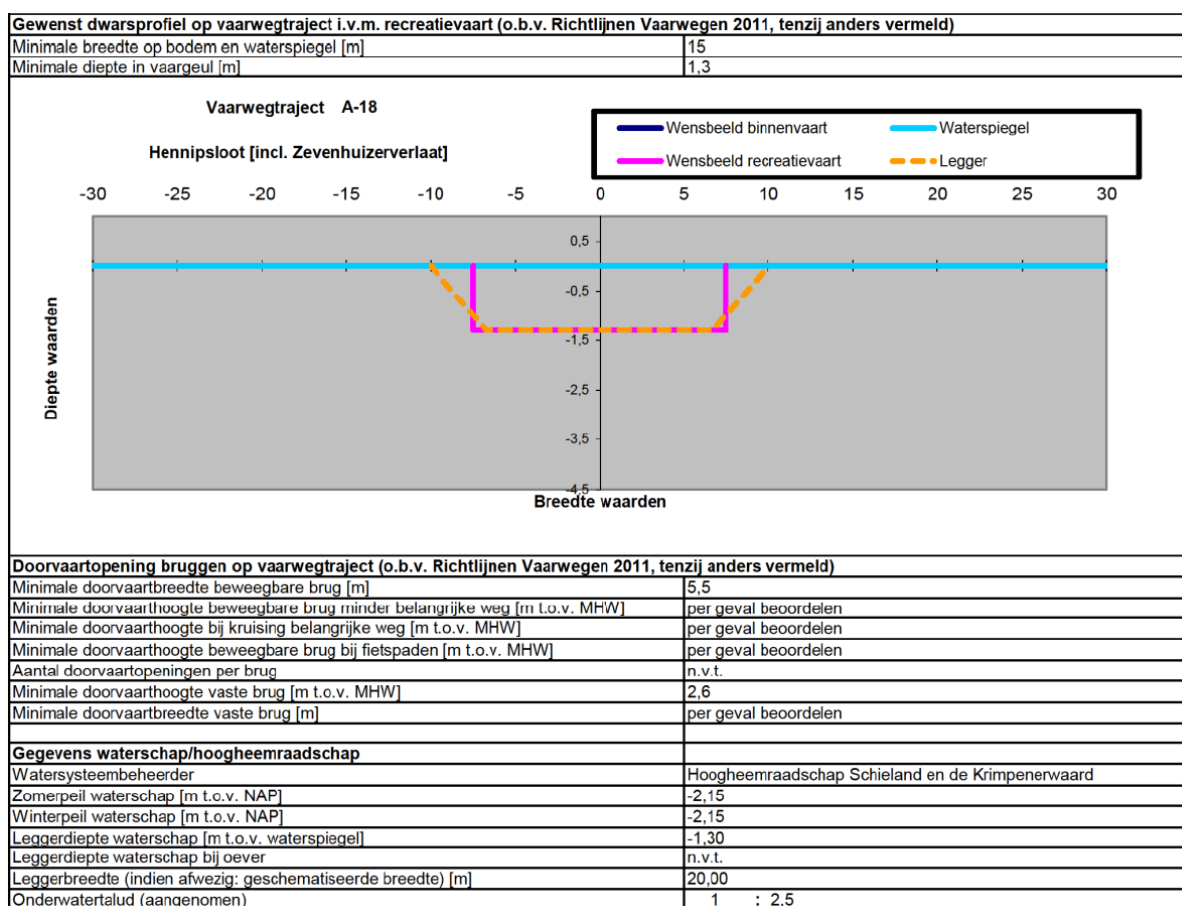 Gewenst dwarsprofiel op vaarwegtraject i.v.m. recreatievaart (o.b.v. Richtlijnen Vaarwegen 2011, tenzij anders vermeld)
Minimale breedte op bodem en waterspiegel [m] 15
Minimale diepte in vaargeul [m] 1,3
Vaarwegtraject A-18
Hennipsloot [incl. Zevenhuizerverlaat]
Wensbeeld binnenvaart Waterspiegel
Wensbeeld recreatievaart Legger
-30 -25 -20 -15 -10 -5 0 5 10 15 20 25 30
0,5
-0,5
-1,5
-2,5
-3,5
-4,5
Diepte waarden
Breedte waarden
Doorvaartopening bruggen op vaarwegtraject (o.b.v. Richtlijnen Vaarwegen 2011, tenzij anders vermeld)
Minimale doorvaartbreedte beweegbare brug [m] 5,5
Minimale doorvaarthoogte beweegbare brug minder belangrijke weg [m t.o.v. MHW] per geval beoordelen
Minimale doorvaarthoogte bij kruising belangrijke weg [m t.o.v. MHW] per geval beoordelen
Minimale doorvaarthoogte beweegbare brug bij fietspaden [m t.o.v. MHW] per geval beoordelen
Aantal doorvaartopeningen per brug n.v.t.
Minimale doorvaarthoogte vaste brug [m t.o.v. MHW] 2,6
Minimale doorvaartbreedte vaste brug [m] per geval beoordelen
Gegevens waterschap/hoogheemraadschap
Watersysteembeheerder Hoogheemraadschap Schieland en de Krimpenerwaard
Zomerpeil waterschap [m t.o.v. NAP] -2,15
Winterpeil waterschap [m t.o.v. NAP] -2,15
Leggerdiepte waterschap [m t.o.v. waterspiegel] -1,30
Leggerdiepte waterschap bij oever n.v.t.
Leggerbreedte (indien afwezig: geschematiseerde breedte) [m] 20,00
Onderwatertalud (aangenomen) 1 : 2,5